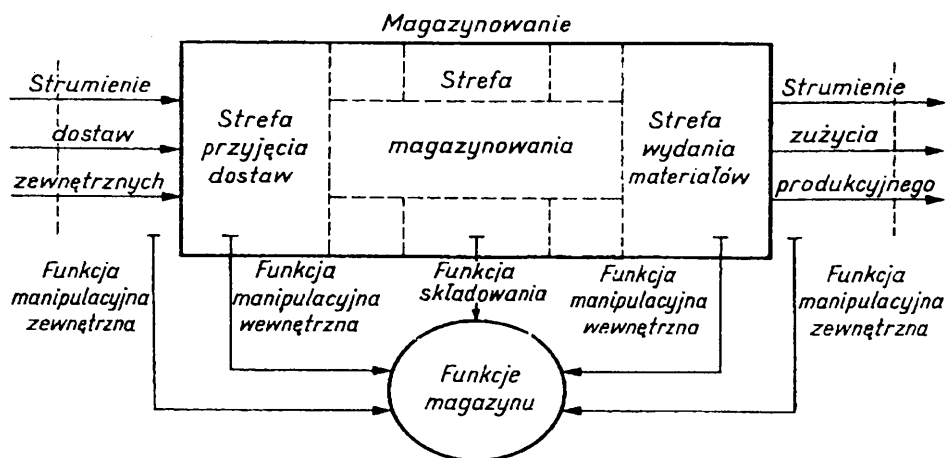 Magazynowanie
Strumienie
dostaw
zewnętrznych
Strefa
przyjęcia
dostaw
Strefa
magazynowania
Strefa
wydania
materiałów
Strumienie
zużycia
produkcyjnego
Funkcja
manipulacyjna
zewnętrzna
Funkcja
manipulacyjna
wewnętrzna
Funkcja
składowania
Funkcja
manipulacyjna
wewnętrzna
Funkcja
manipulacyjna
zewnętrzna
Funkcje
magazynu